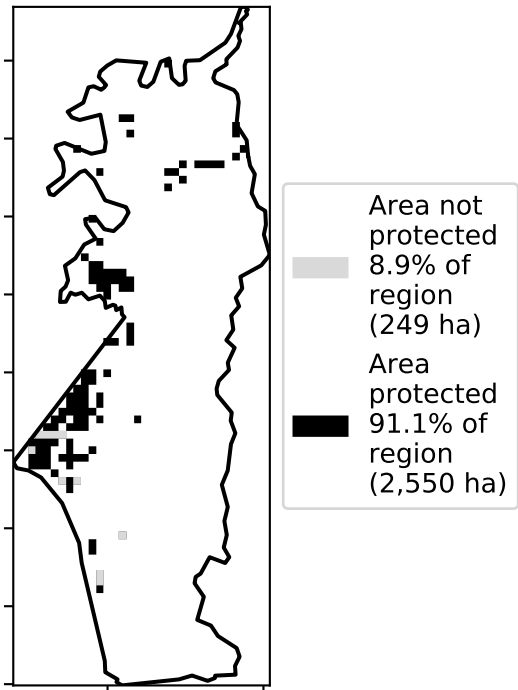 Area not
protected
8.9% of
region
(249 ha)
Area
protected
91.1% of
region
(2,550 ha)